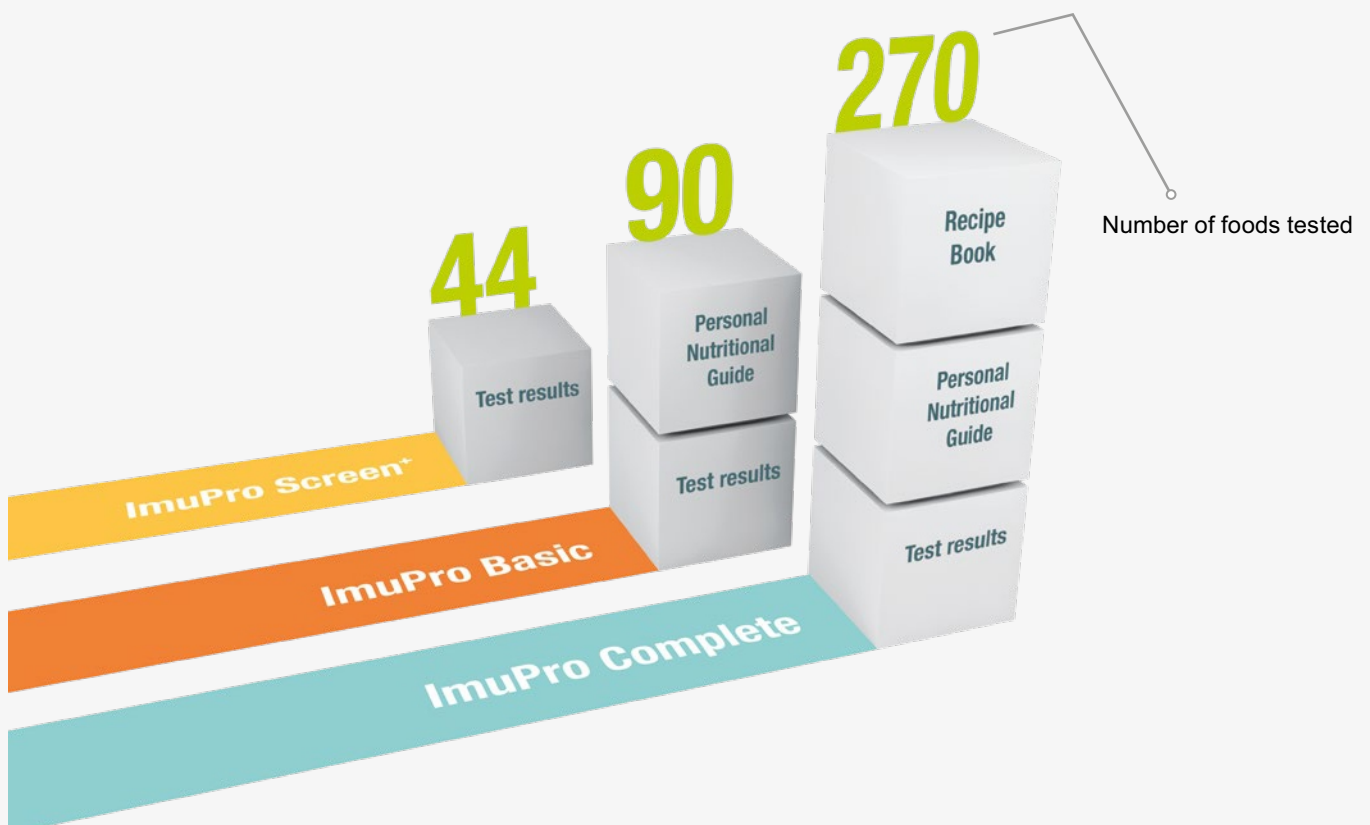 270
Number of foods tested
Recipe
Book
Personal
Nutritional
Guide
Test results
90
Personal
Nutritional
Guide
Test results
44
Test results
ImuPro Screen⁺
ImuPro Basic
ImuPro Complete